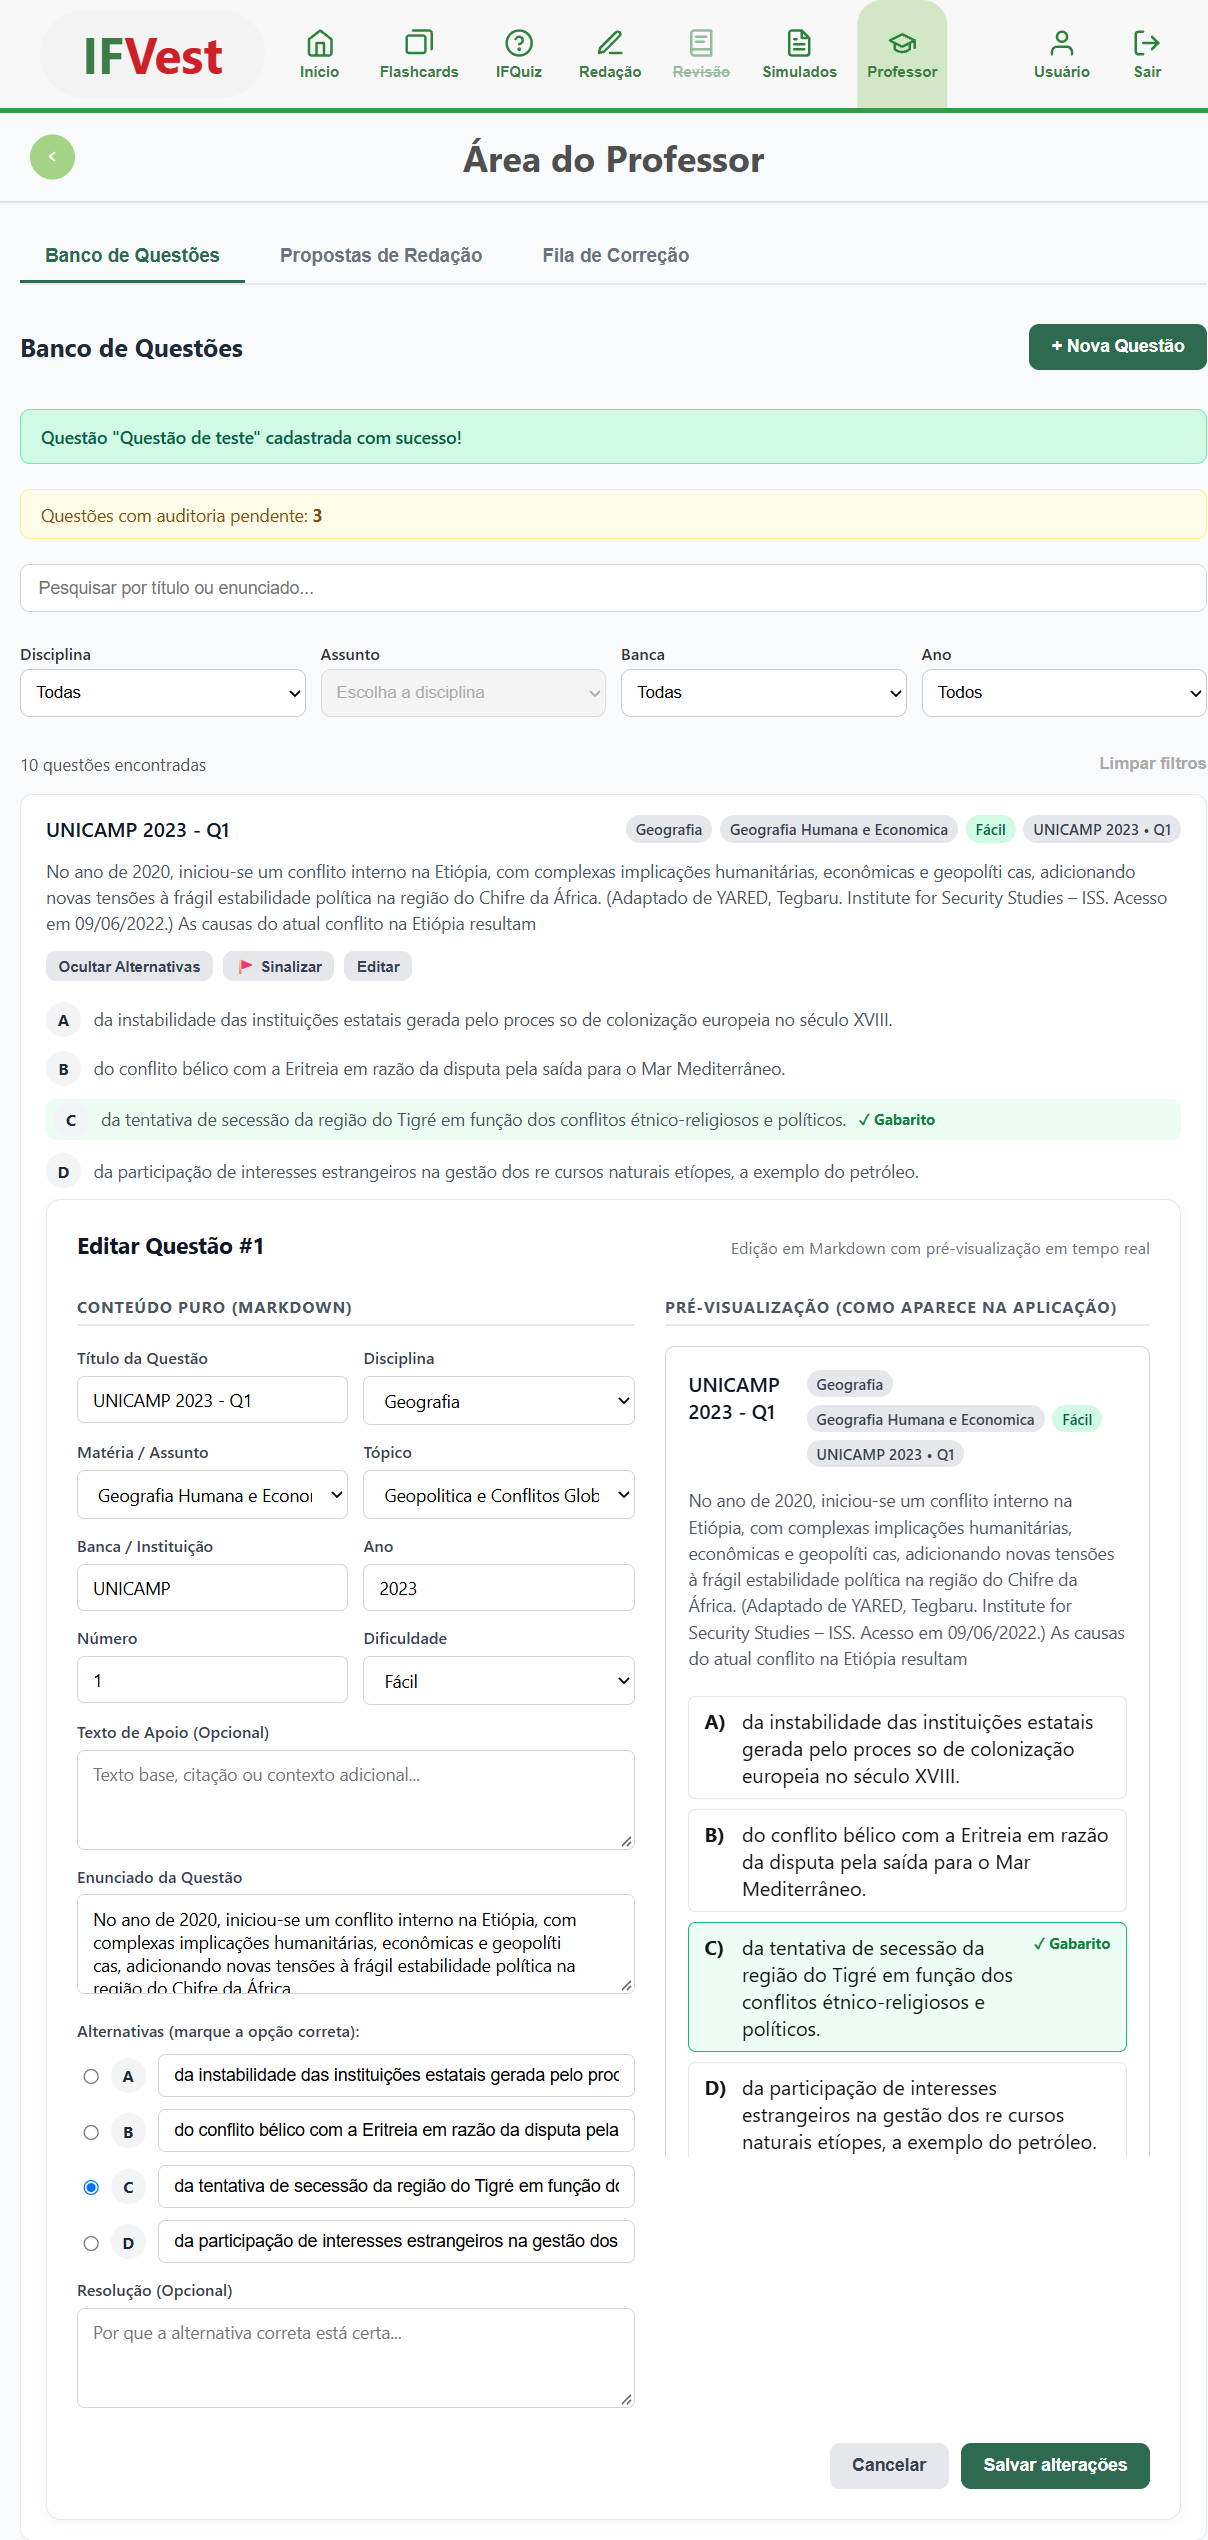 IFVest
Início
Flashcards
IFQuiz
Redação
Revisão
Simulados
Professor
Usuário
Sair
Área do Professor
Banco de Questões
Propostas de Redação
Fila de Correção
Banco de Questões
+ Nova Questão
Questão "Questão de teste" cadastrada com sucesso!
Questões com auditoria pendente: 3
Pesquisar por título ou enunciado...
Disciplina
Assunto
Banca
Ano
Todas
Escolha a disciplina
Todas
Todos
10 questões encontradas
Limpar filtros
UNICAMP 2023 - Q1
Geografia
Geografia Humana e Economica
Fácil
UNICAMP 2023 • Q1
No ano de 2020, iniciou-se um conflito interno na Etiópia, com complexas implicações humanitárias, econômicas e geopolíti cas, adicionando
novas tensões à frágil estabilidade política na região do Chifre da África. (Adaptado de YARED, Tegbaru. Institute for Security Studies – ISS. Acesso
em 09/06/2022.) As causas do atual conflito na Etiópia resultam
Ocultar Alternativas
Sinalizar
Editar
A da instabilidade das instituições estatais gerada pelo proces so de colonização europeia no século XVIII.
B do conflito bélico com a Eritreia em razão da disputa pela saída para o Mar Mediterrâneo.
C da tentativa de secessão da região do Tigré em função dos conflitos étnico-religiosos e políticos. ✓ Gabarito
D da participação de interesses estrangeiros na gestão dos re cursos naturais etíopes, a exemplo do petróleo.
Editar Questão #1
Edição em Markdown com pré-visualização em tempo real
CONTEÚDO PURO (MARKDOWN)
Título da Questão
Disciplina
UNICAMP 2023 - Q1
Geografia
Matéria / Assunto
Tópico
Geografia Humana e Econor
Geopolitica e Conflitos Glob
Banca / Instituição
Ano
UNICAMP
2023
Número
Dificuldade
1
Fácil
Texto de Apoio (Opcional)
Texto base, citação ou contexto adicional...
Enunciado da Questão
No ano de 2020, iniciou-se um conflito interno na Etiópia, com
complexas implicações humanitárias, econômicas e geopolíti
cas, adicionando novas tensões à frágil estabilidade política na
região do Chifre da África.
Alternativas (marque a opção correta):
A da instabilidade das instituições estatais gerada pelo proc
B do conflito bélico com a Eritreia em razão da disputa pela
C da tentativa de secessão da região do Tigré em função do
D da participação de interesses estrangeiros na gestão dos
Resolução (Opcional)
Por que a alternativa correta está certa...
PRÉ-VISUALIZAÇÃO (COMO APARECE NA APLICAÇÃO)
UNICAMP
2023 - Q1
Geografia
Geografia Humana e Economica
Fácil
UNICAMP 2023 • Q1
No ano de 2020, iniciou-se um conflito interno na
Etiópia, com complexas implicações humanitárias,
econômicas e geopolíti cas, adicionando novas tensões
à frágil estabilidade política na região do Chifre da
África. (Adaptado de YARED, Tegbaru. Institute for
Security Studies – ISS. Acesso em 09/06/2022.) As causas
do atual conflito na Etiópia resultam
A) da instabilidade das instituições estatais
gerada pelo proces so de colonização
europeia no século XVIII.
B) do conflito bélico com a Eritreia em razão
da disputa pela saída para o Mar
Mediterrâneo.
C) da tentativa de secessão da ✓ Gabarito
região do Tigré em função dos
conflitos étnico-religiosos e
políticos.
D) da participação de interesses
estrangeiros na gestão dos re cursos
naturais etíopes, a exemplo do petróleo.
Cancelar
Salvar alterações